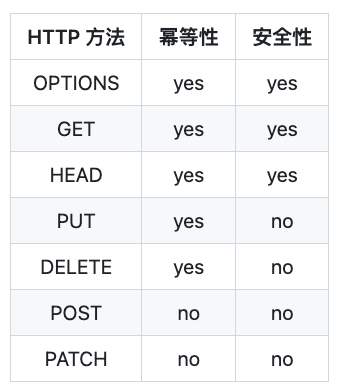 HTTP 方法 幂等性 安全性
OPTIONS yes yes
GET yes yes
HEAD yes yes
PUT yes no
DELETE yes no
POST no no
PATCH no no